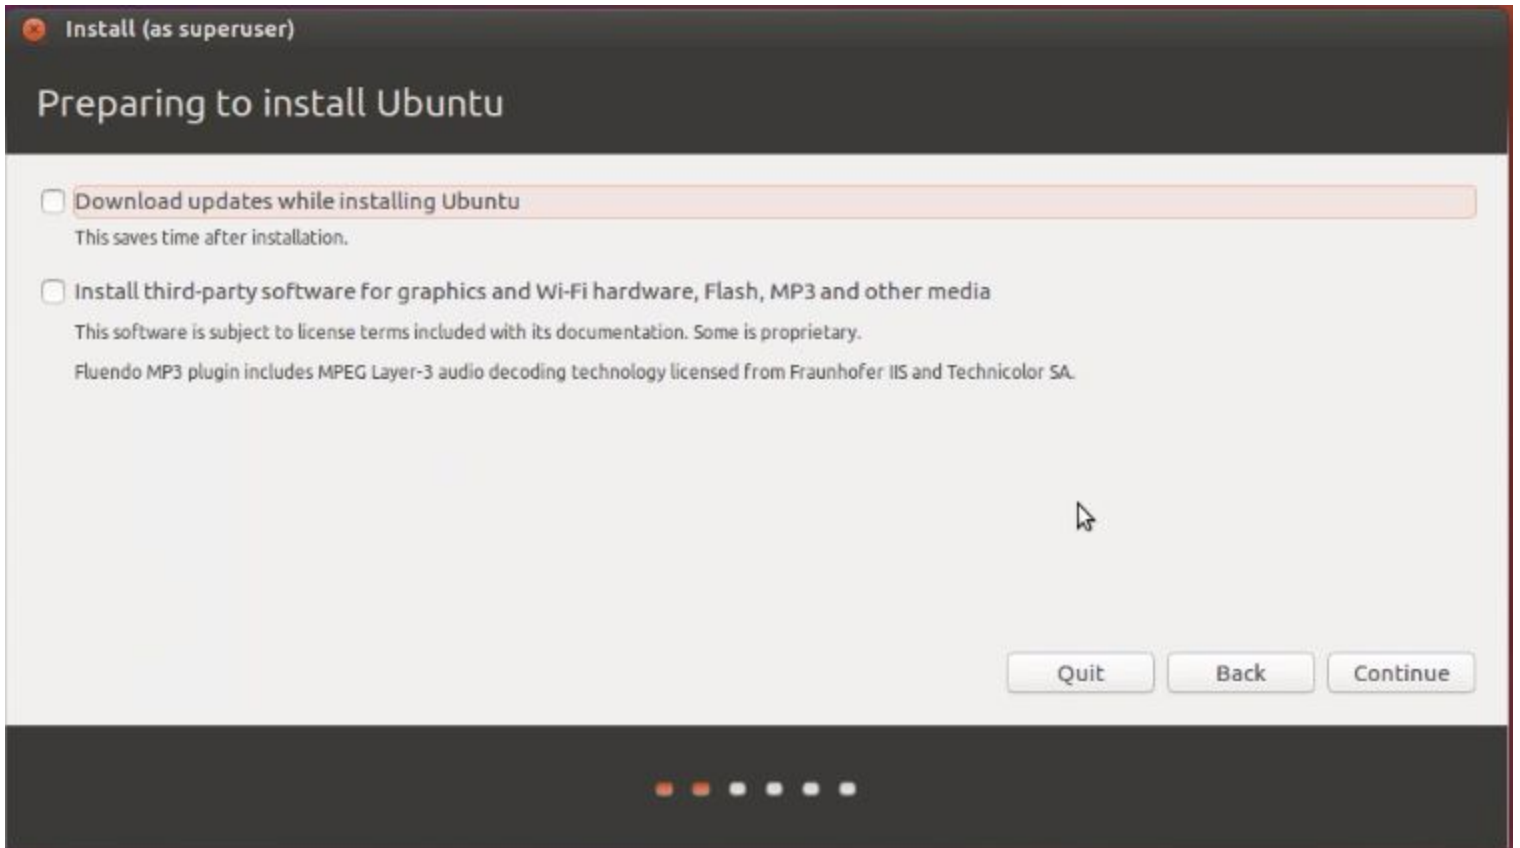 Install (as superuser)
Preparing to install Ubuntu
Download updates while installing Ubuntu
This saves time after installation.
Install third-party software for graphics and Wi-Fi hardware, Flash, MP3 and other media
This software is subject to license terms included with its documentation. Some is proprietary.
Fluendo MP3 plugin includes MPEG Layer-3 audio decoding technology licensed from Fraunhofer IIS and Technicolor SA.
Quit Back Continue